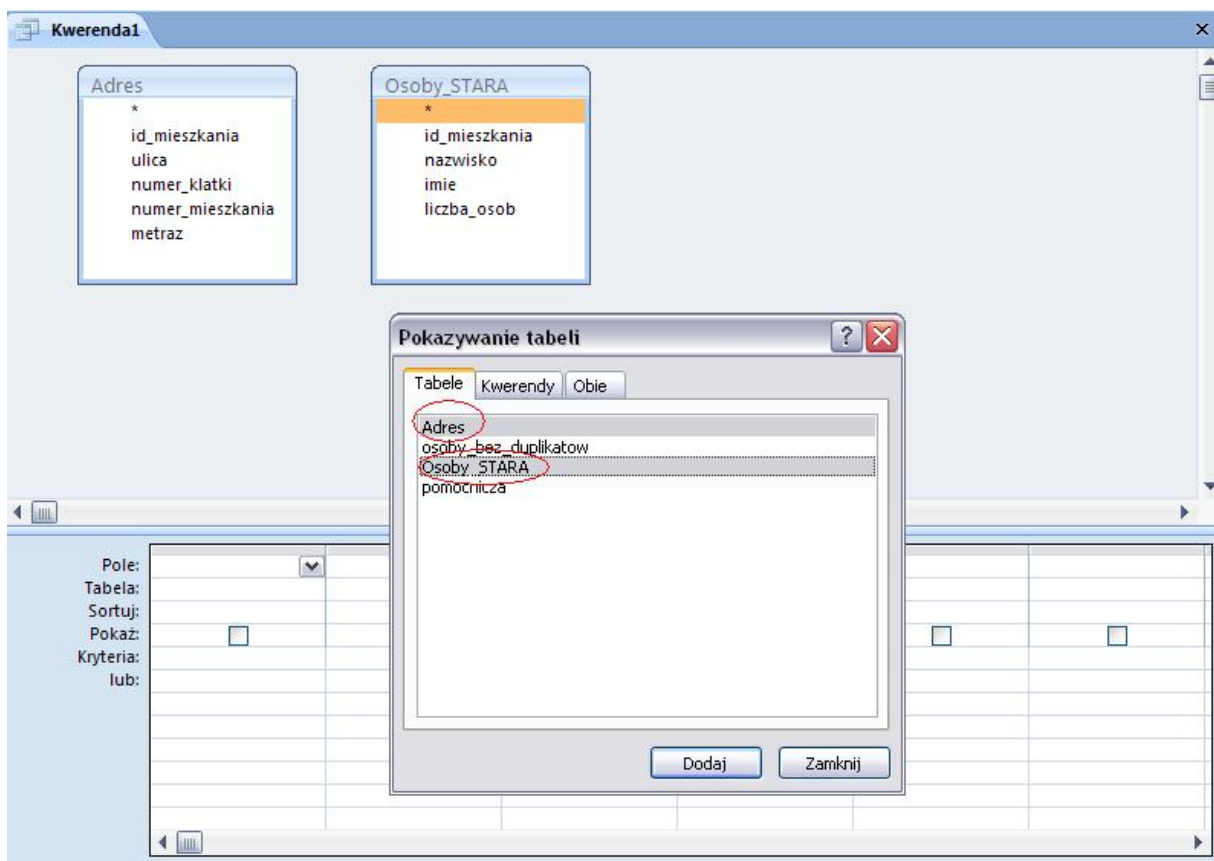 Kwerenda1
Adres
*
id_mieszkania
ulica
numer_klatki
numer_mieszkania
metraz
Osoby_STARA
*
id_mieszkania
nazwisko
imie
liczba_osob
Pokazywanie tabeli
Tabele Kwerendy Obie
Adres
osoby_bez_duplikatow
Osoby_STARA
pomocnicza
Dodaj Zamknij
Pole:
Tabela:
Sortuj:
Pokaż:
Kryteria:
lub: